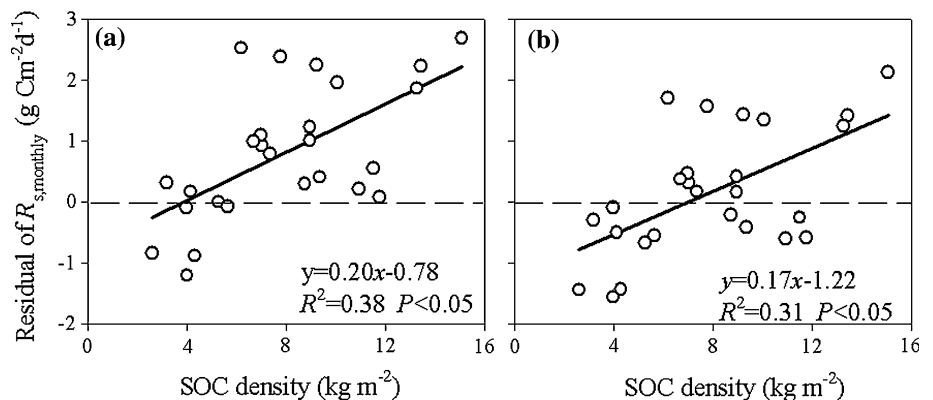 Residual of Rs,monthly (g Cm-2d-1)
3
2
1
0
-1
-2
(a)
y=0.20x-0.78
R2=0.38 P<0.05
0 4 8 12 16
SOC density (kg m-2)
(b)
y=0.17x-1.22
R2=0.31 P<0.05
0 4 8 12 16
SOC density (kg m-2)